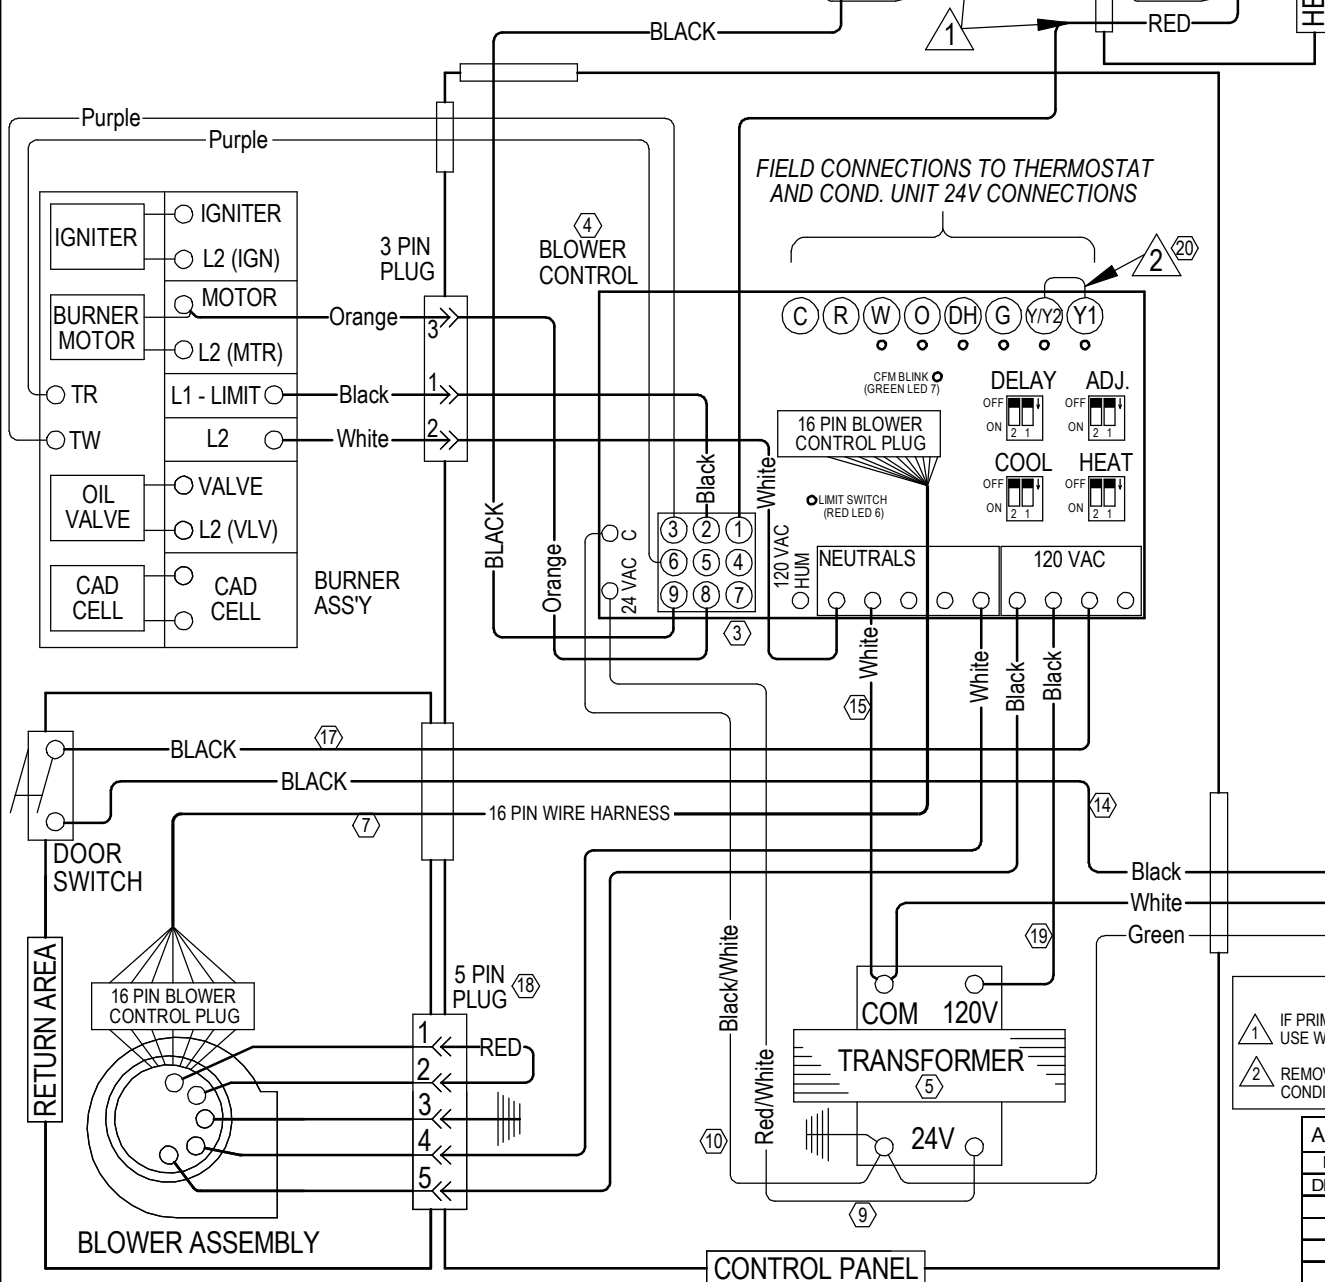 BLACK
1
RED
HE
Purple
Purple
FIELD CONNECTIONS TO THERMOSTAT
AND COND. UNIT 24V CONNECTIONS
4
BLOWER
CONTROL
3 PIN
PLUG
2
20
IGNITER
IGNITER
L2 (IGN)
BURNER
MOTOR
MOTOR
L2 (MTR)
Orange
3
TR
L1 - LIMIT
Black
1
TW
L2
White
2
OIL
VALVE
VALVE
L2 (VLV)
CAD
CELL
CAD
CELL
BURNER
ASS'Y
C
R
W
O
DH
G
Y/Y2
Y1
CFM BLINK
(GREEN LED 7)
DELAY
ADJ.
OFF
ON
2 1
OFF
ON
2 1
16 PIN BLOWER
CONTROL PLUG
COOL
HEAT
OFF
ON
2 1
OFF
ON
2 1
LIMIT SWITCH
(RED LED 6)
BLACK
Orange
Black
White
C
24 VAC
3 2 1
6 5 4
9 8 7
3
120 VAC
HUM
NEUTRALS
120 VAC
White
15
White
Black
Black
BLACK
17
BLACK
7
16 PIN WIRE HARNESS
14
DOOR
SWITCH
Black
White
Green
19
RETURN AREA
16 PIN BLOWER
CONTROL PLUG
5 PIN
PLUG
18
1
RED
2
3
4
5
BLOWER ASSEMBLY
Black/White
Red/White
10
9
COM
120V
TRANSFORMER
5
24V
1
IF PRIM
USE W
2
REMOV
CONDI
A
D
CONTROL PANEL